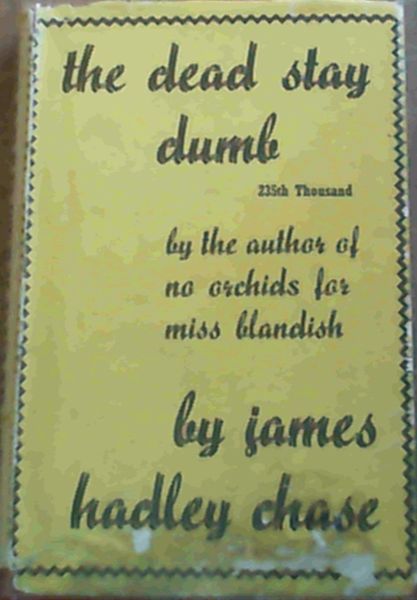 the dead stay
dumb
235th Thousand
by the author of
no orchids for
miss blandish
by james
hadley chase